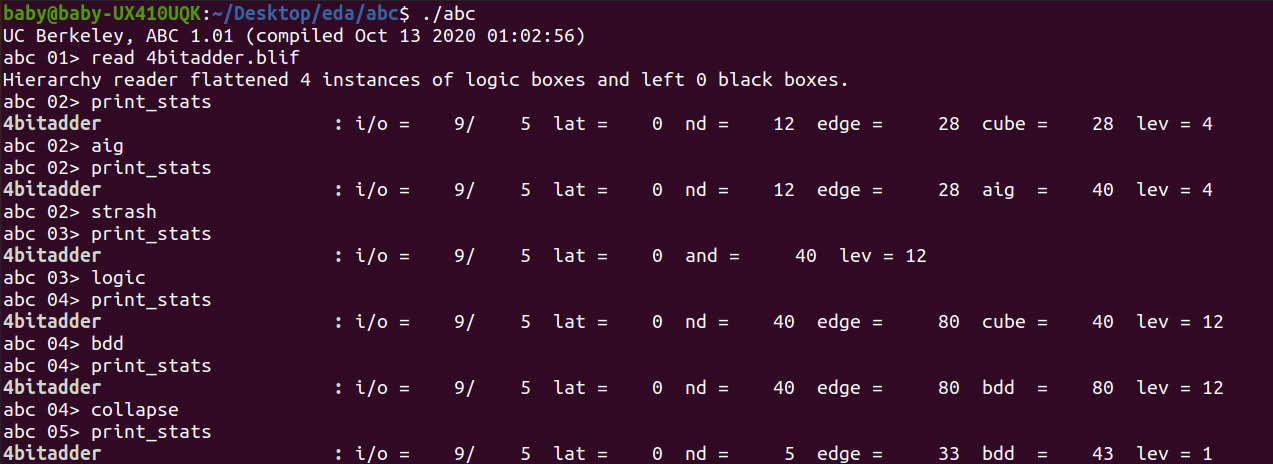 baby@baby-UX410UQK:~/Desktop/eda/abc$ ./abc
UC Berkeley, ABC 1.01 (compiled Oct 13 2020 01:02:56)
abc 01> read 4bitadder.blif
Hierarchy reader flattened 4 instances of logic boxes and left 0 black boxes.
abc 02> print_stats
4bitadder                     : i/o =    9/    5  lat =    0  nd =    12  edge =     28  cube =    28  lev = 4
abc 02> aig
abc 02> print_stats
4bitadder                     : i/o =    9/    5  lat =    0  nd =    12  edge =     28  aig  =    40  lev = 4
abc 02> strash
abc 03> print_stats
4bitadder                     : i/o =    9/    5  lat =    0  and =     40  lev = 12
abc 03> logic
abc 04> print_stats
4bitadder                     : i/o =    9/    5  lat =    0  nd =    40  edge =     80  cube =    40  lev = 12
abc 04> bdd
abc 04> print_stats
4bitadder                     : i/o =    9/    5  lat =    0  nd =    40  edge =     80  bdd  =    80  lev = 12
abc 04> collapse
abc 05> print_stats
4bitadder                     : i/o =    9/    5  lat =    0  nd =     5  edge =     33  bdd  =    43  lev = 1